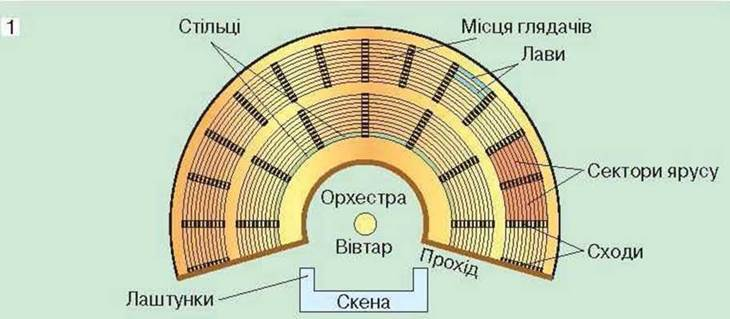 1
Стільці
Місця глядачів
Лави
Сектори ярусу
Орхестра
Вівтар
Сходи
Прохід
Лаштунки
Скена